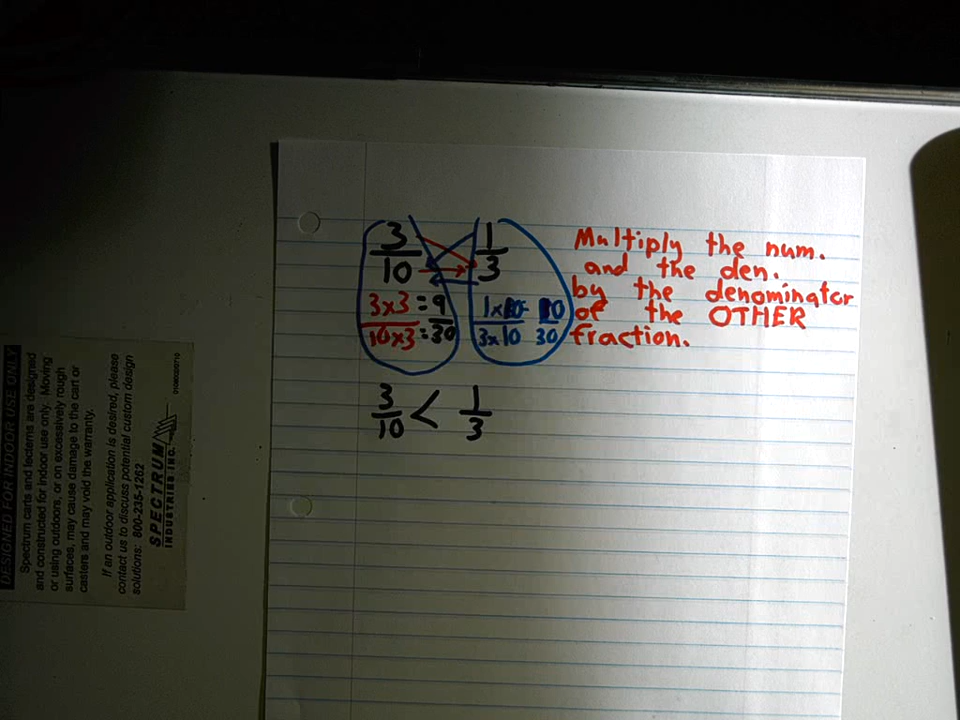 3/10 1/3
3x3 = 9 1x10 = 10
10x3 = 30 3x10 30
3/10 < 1/3
Multiply the num.
and the den.
by the denominator
of the OTHER
fraction.
DESIGNED FOR INDOOR USE ONLY
Spectrum carts and lecterns are designed
and constructed for indoor use only. Moving
or using outdoors, or on excessively rough
surfaces, may cause damage to the cart or
casters and may void the warranty.
If an outdoor application is desired, please
contact us to discuss potential custom design
solutions: 800-235-1262
SPECTRUM
INDUSTRIES INC.